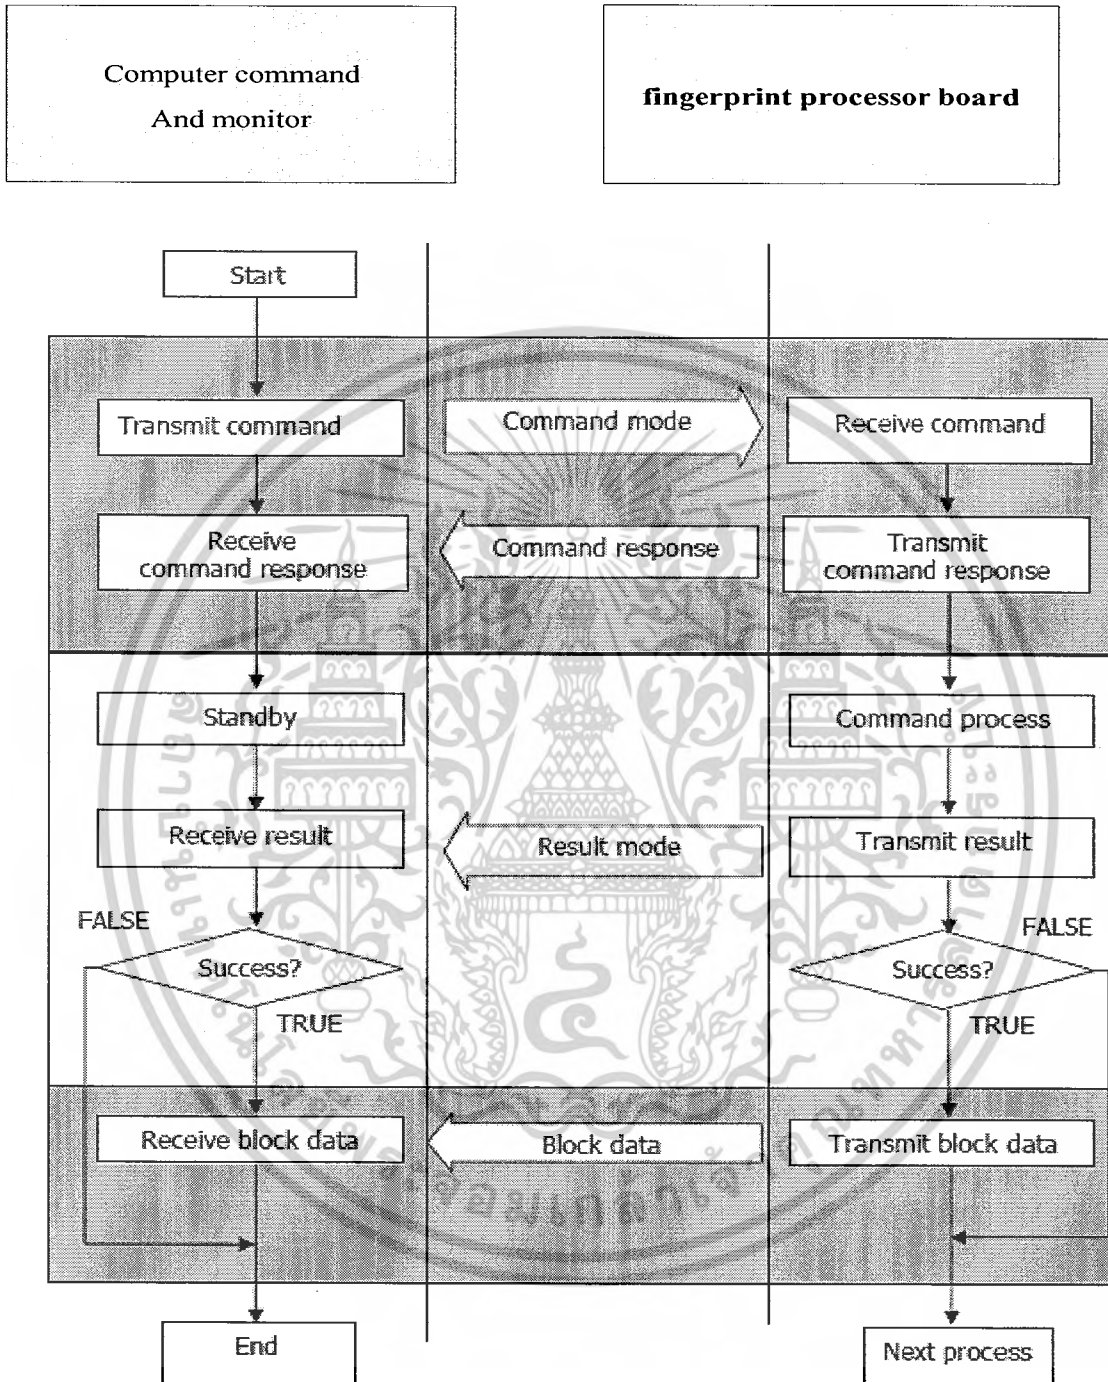 Computer command
And monitor
fingerprint processor board
Start
Transmit command
Command mode
Receive command
Receive
command response
Command response
Transmit
command response
Standby
Command process
Receive result
Result mode
Transmit result
FALSE
Success?
TRUE
FALSE
Success?
TRUE
Receive block data
Block data
Transmit block data
End
Next process